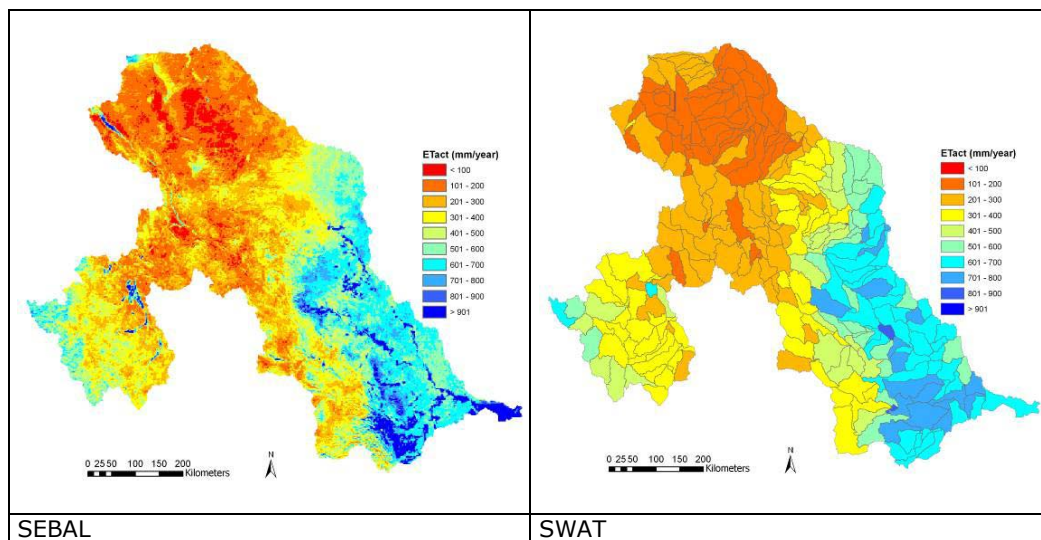 ETact (mm/year)
< 100
101 - 200
201 - 300
301 - 400
401 - 500
501 - 600
601 - 700
701 - 800
801 - 900
> 901
0 25 50 100 150 200
Kilometers
N
SEBAL
ETact (mm/year)
< 100
101 - 200
201 - 300
301 - 400
401 - 500
501 - 600
601 - 700
701 - 800
801 - 900
> 901
0 25 50 100 150 200
Kilometers
N
SWAT